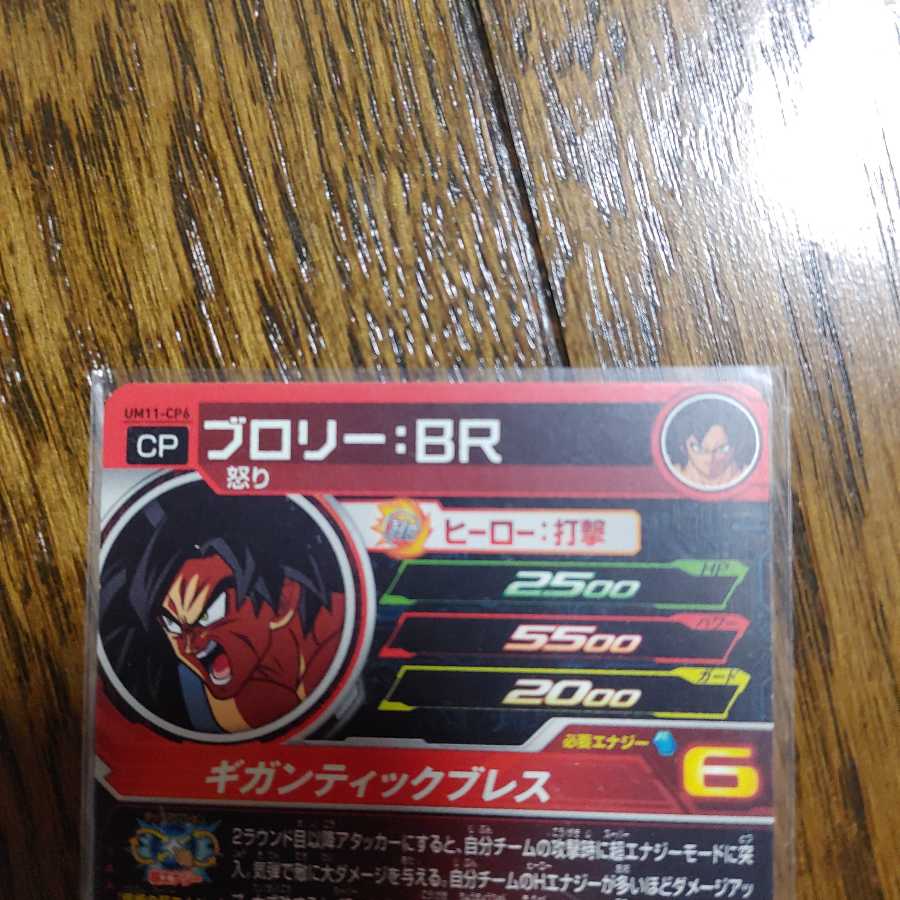 UM11-CP6
CP
ブロリー:BR
怒り
ヒーロー:打撃
HP
2500
パワー
5500
ガード
2000
必要エナジー
6
ギガンティックブレス
2ラウンド目以降アタッカーにすると、自分チームの攻撃時に超エナジーモードに突
入。気弾で敵に大ダメージを与える。自分チームのHエナジーが多いほどダメージアッ